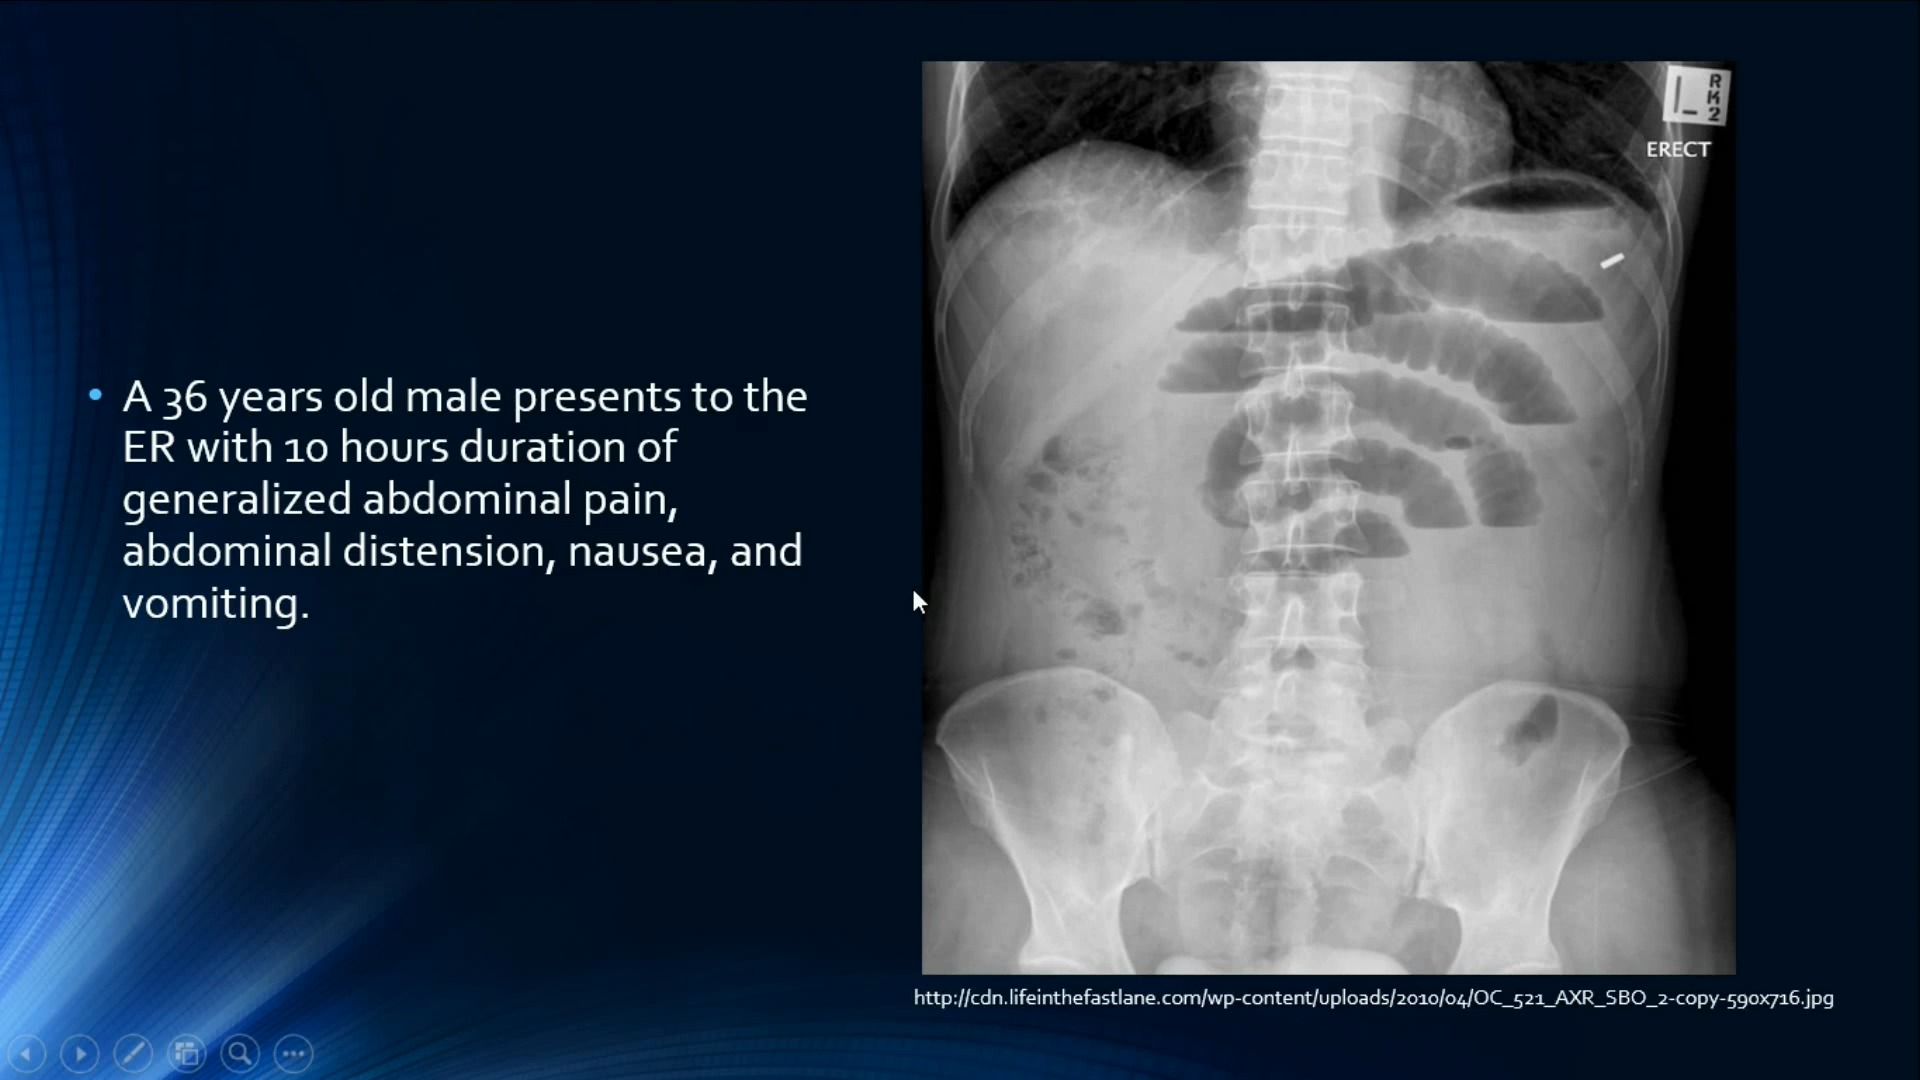 A 36 years old male presents to the
ER with 10 hours duration of
generalized abdominal pain,
abdominal distension, nausea, and
vomiting.
L
RK2
ERECT
http://cdn.lifeinthefastlane.com/wp-content/uploads/2010/04/OC_521_AXR_SBO_2-copy-590x716.jpg